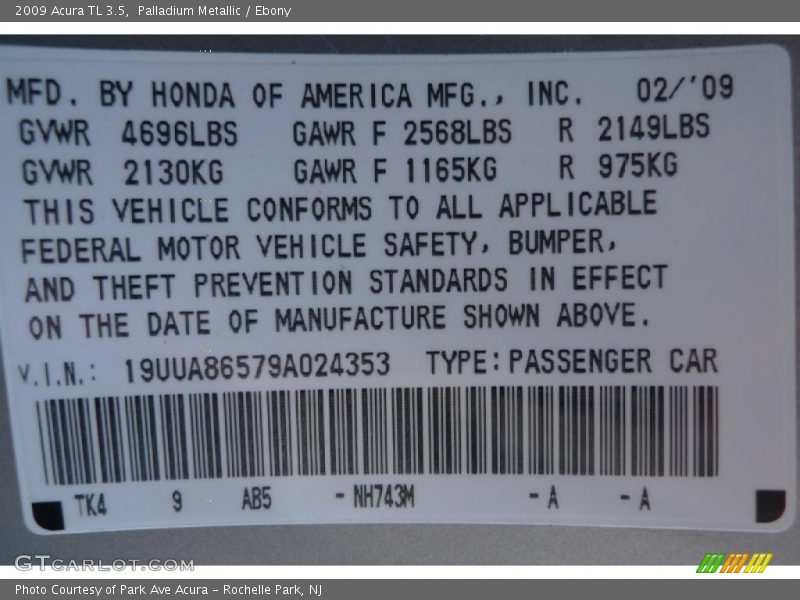 2009 Acura TL 3.5,  Palladium Metallic / Ebony
MFD. BY HONDA OF AMERICA MFG., INC. 02/'09
GVWR 4696LBS GAWR F 2568LBS R 2149LBS
GVWR 2130KG GAWR F 1165KG R 975KG
THIS VEHICLE CONFORMS TO ALL APPLICABLE
FEDERAL MOTOR VEHICLE SAFETY, BUMPER,
AND THEFT PREVENTION STANDARDS IN EFFECT
ON THE DATE OF MANUFACTURE SHOWN ABOVE.
V.I.N.: 19UUA86579A024353 TYPE: PASSENGER CAR
TK4 9 AB5 -NH743M -A -A
GTCARLOT.COM
Photo Courtesy of Park Ave Acura - Rochelle Park, NJ